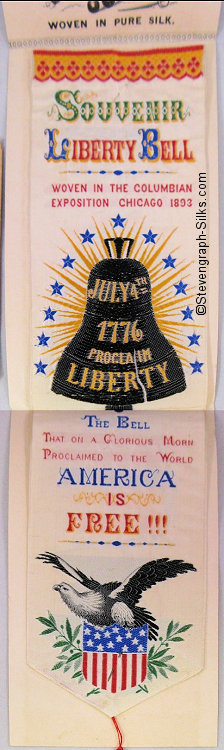 WOVEN IN PURE SILK.
SOUVENIR
LIBERTY BELL
WOVEN IN THE COLUMBIAN
EXPOSITION CHICAGO 1893
JULY 4TH
1776
PROCLAIM
LIBERTY
©Stevengraph-Silks.com
THE BELL
THAT ON A GLORIOUS MORN
PROCLAIMED TO THE WORLD
AMERICA
IS
FREE!!!